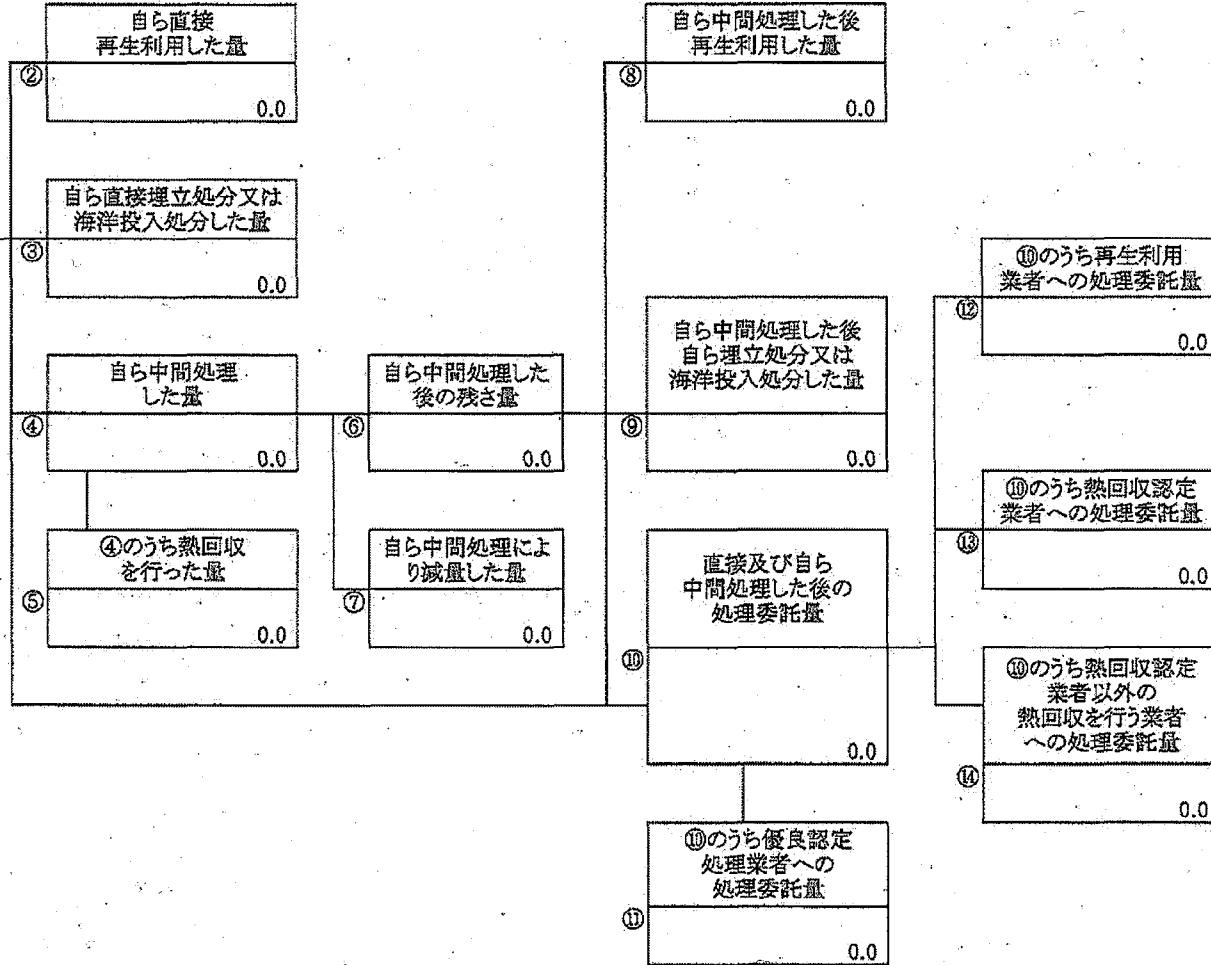 自ら直接
再生利用した量
②
0.0
自ら中間処理した後
再生利用した量
⑧
0.0
自ら直接埋立処分又は
海洋投入処分した量
③
0.0
⑩のうち再生利用
業者への処理委託量
⑫
0.0
自ら中間処理した後
自ら埋立処分又は
海洋投入処分した量
⑨
0.0
自ら中間処理
した量
④
0.0
自ら中間処理した
後の残さ量
⑥
0.0
⑩のうち熱回収認定
業者への処理委託量
⑬
0.0
④のうち熱回収
を行った量
⑤
0.0
自ら中間処理によ
り減量した量
⑦
0.0
直接及び自ら
中間処理した後の
処理委託量
⑩
0.0
⑩のうち熱回収認定
業者以外の
熱回収を行う業者
への処理委託量
⑭
0.0
⑩のうち優良認定
処理業者への
処理委託量
⑪
0.0